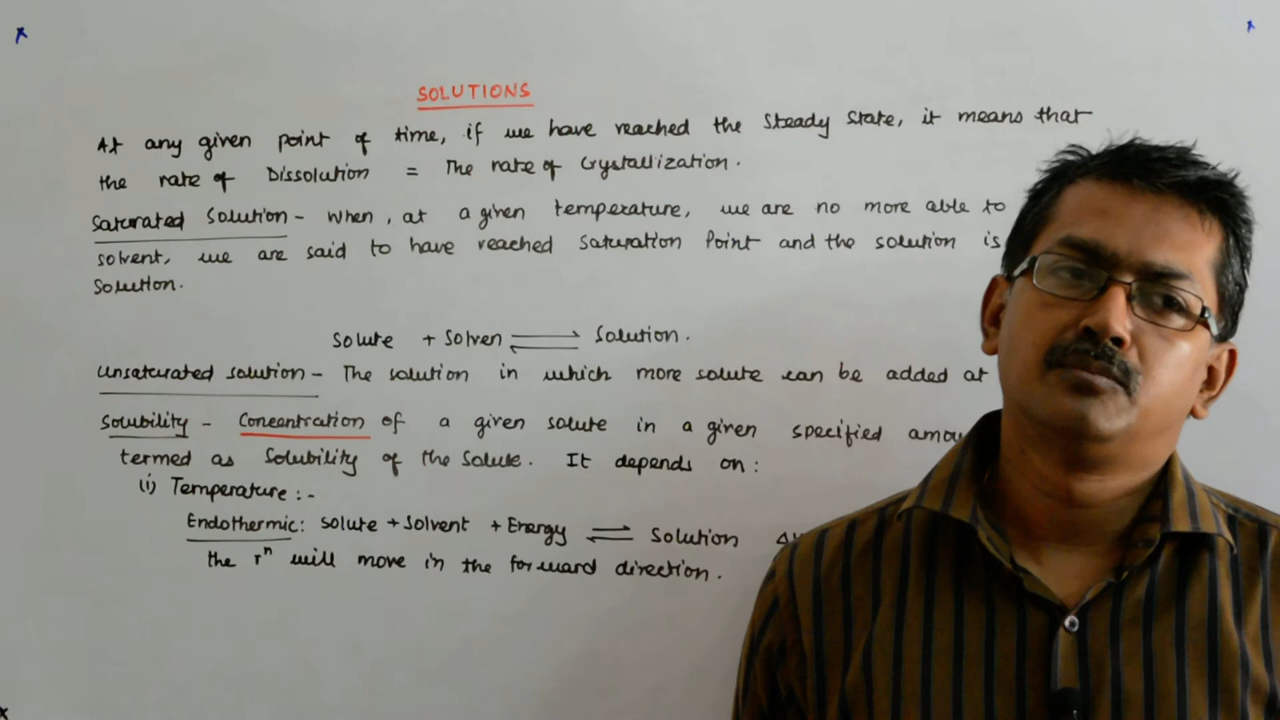 SOLUTIONS
At any given point of time, if we have reached the Steady State, it means that
the rate of Dissolution = The rate of Crystallization.
Saturated Solution - When, at a given temperature, we are no more able to
solvent, we are said to have reached Saturation Point and the solution is
Solution.
Solute + Solven ⇌ Solution.
Unsaturated solution - The solution in which more solute can be added at
Solubility - Concentration of a given solute in a given specified amou
termed as Solubility of the Solute. It depends on:
(i) Temperature :-
Endothermic: Solute + Solvent + Energy ⇌ Solution
the rⁿ will move in the forward direction.